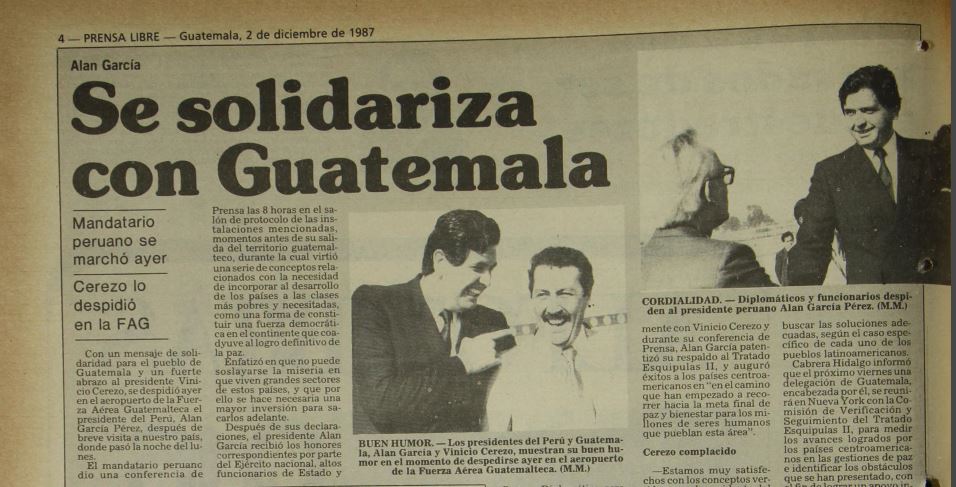 4 — PRENSA LIBRE — Guatemala, 2 de diciembre de 1987
Alan García
Se solidariza
con Guatemala
Mandatario
peruano se
marchó ayer
Cerezo lo
despidió
en la FAG
Con un mensaje de soli-
daridad para el pueblo de
Guatemala y un fuerte
abrazo al presidente Vini-
cio Cerezo, se despidió ayer
en el aeropuerto de la Fuer-
za Aérea Guatemalteca el
presidente del Perú, Alan
García Pérez, después de
breve visita a nuestro país,
donde pasó la noche del lu-
nes.
El mandatario peruano
dio una conferencia de
Prensa las 8 horas en el sa-
lón de protocolo de las ins-
talaciones mencionadas,
momentos antes de su sali-
da del territorio guatemal-
teco, durante la cual virtió
una serie de conceptos rela-
cionados con la necesidad
de incorporar al desarrollo
de los países a las clases
más pobres y necesitadas,
como una forma de consti-
tuir una fuerza democráti-
ca en el continente que coa-
dyuve al logro definitivo de
la paz.
Enfatizó en que no puede
soslayarse la miseria en
que viven grandes sectores
de estos países, y que por
ello se hace necesaria una
mayor inversión para sa-
carlos adelante.
Después de sus declara-
ciones, el presidente Alan
García recibió los honores
correspondientes por parte
del Ejército nacional, altos
funcionarios de Estado y
BUEN HUMOR. — Los presidentes del Perú y Guatema-
la, Alan García y Vinicio Cerezo, muestran su buen hu-
mor en el momento de despedirse ayer en el aeropuerto
de la Fuerza Aérea Guatemalteca. (M.M.)
CORDIALIDAD. — Diplomáticos y funcionarios despi-
den al presidente peruano Alan García Pérez. (M.M.)
mente con Vinicio Cerezo y
durante su conferencia de
Prensa, Alan García paten-
tizó su respaldo al Tratado
Esquipulas II, y auguró
éxitos a los países centroa-
mericanos en "en el camino
que han empezado a reco-
rrer hacia la meta final de
paz y bienestar para los mi-
llones de seres humanos
que pueblan esta área".
Cerezo complacido
—Estamos muy satisfe-
chos con los conceptos ver-
buscar las soluciones ade-
cuadas, según el caso espe-
cífico de cada uno de los
pueblos latinoamericanos.
Cabrera Hidalgo informó
que el próximo viernes una
delegación de Guatemala,
encabezada por él, se reuni-
rá en Nueva York con la Co-
misión de Verificación y
Seguimiento del Tratado
Esquipulas II, para medir
los avances logrados por
los países centroamerica-
nos en las gestiones de paz
e identificar los obstáculos
que se han presentado, con